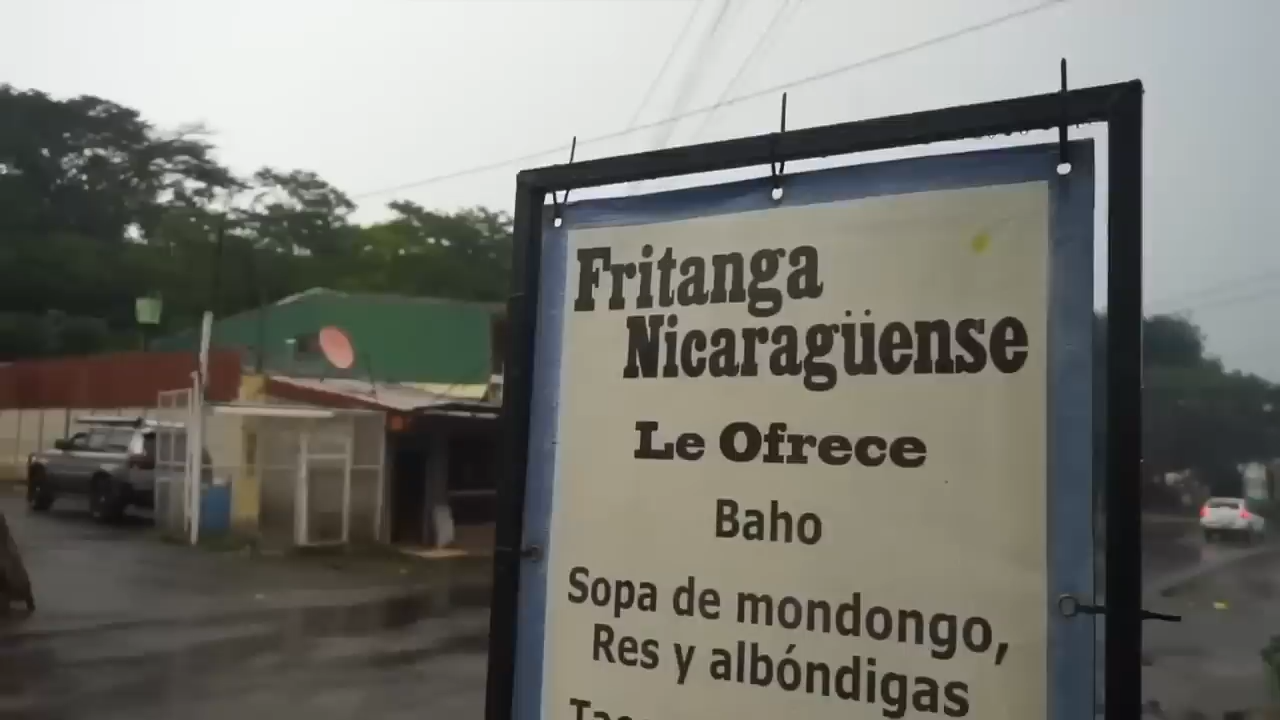 Fritanga
Nicaragüense
Le Ofrece
Baho
Sopa de mondongo,
Res y albóndigas